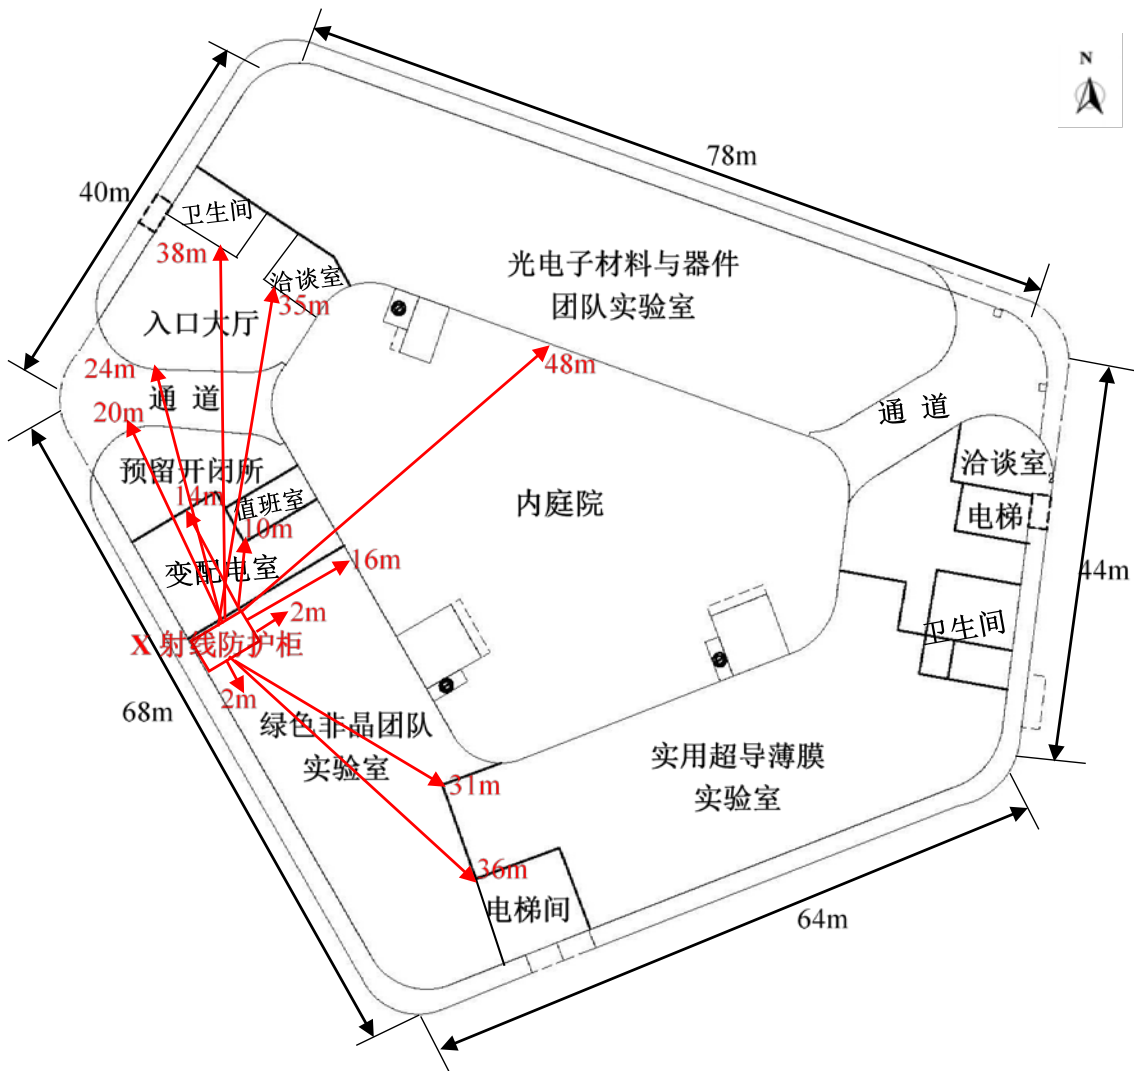 N
78m
40m
卫生间
38m
洽谈室
35m
光电子材料与器件
团队实验室
入口大厅
24m
48m
通 道
20m
通 道
预留开闭所
洽谈室
14m
值班室
10m
内庭院
电梯
变配电室
16m
44m
2m
卫生间
X 射线防护柜
2m
68m
绿色非晶团队
实验室
实用超导薄膜
实验室
31m
36m
电梯间
64m